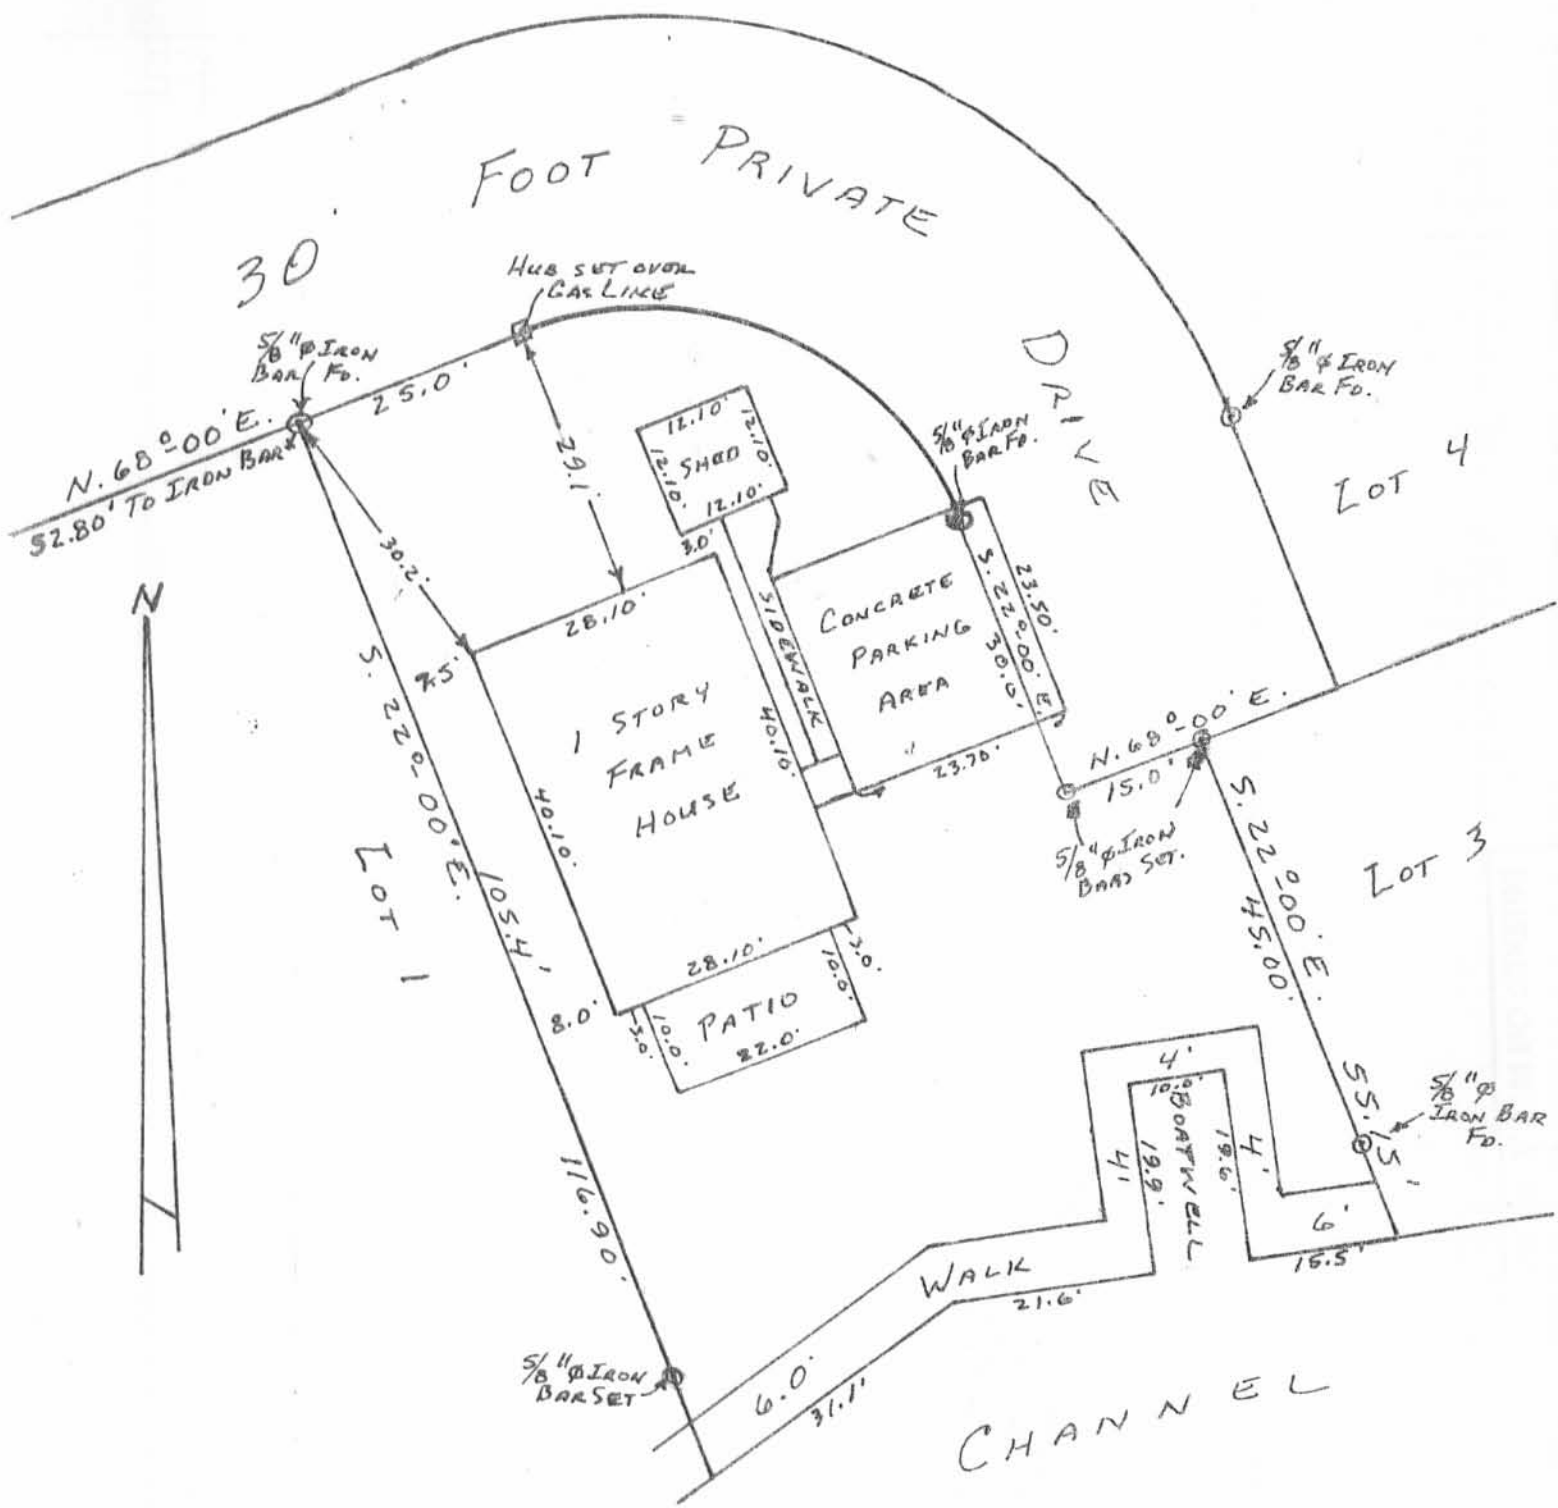 30' FOOT PRIVATE DRIVE
HUB SET OVER
GAS LINE
5/8" ϕ IRON
BAR FD.
25.0'
N. 68°-00' E.
52.80' TO IRON BAR
29.1'
30.2'
12.10'
12.10'
12.10'
12.10'
SHED
3.0'
5/8" ϕ IRON
BAR FD.
5/8" ϕ IRON
BAR FD.
LOT 4
N
28.10'
SIDEWALK
CONCRETE
PARKING
AREA
S. 22°-00' E.
30.0'
23.50'
23.70'
1 STORY
FRAME
HOUSE
40.10'
40.10'
28.10'
S. 22°-00' E.
105.4'
116.90'
LOT 1
8.0'
N. 68°-00' E.
15.0'
5/8" ϕ IRON
BARS SET.
S. 22°-00' E.
45.00'
55.15'
LOT 3
3.0'
10.0'
PATIO
22.0'
10.0'
3.0'
5/8" ϕ
IRON BAR
FD.
4'
10.0'
BOATWELL
4'
19.9'
19.6'
4'
6'
15.5'
WALK
21.6'
6.0'
31.1'
5/8" ϕ IRON
BAR SET
CHANNEL